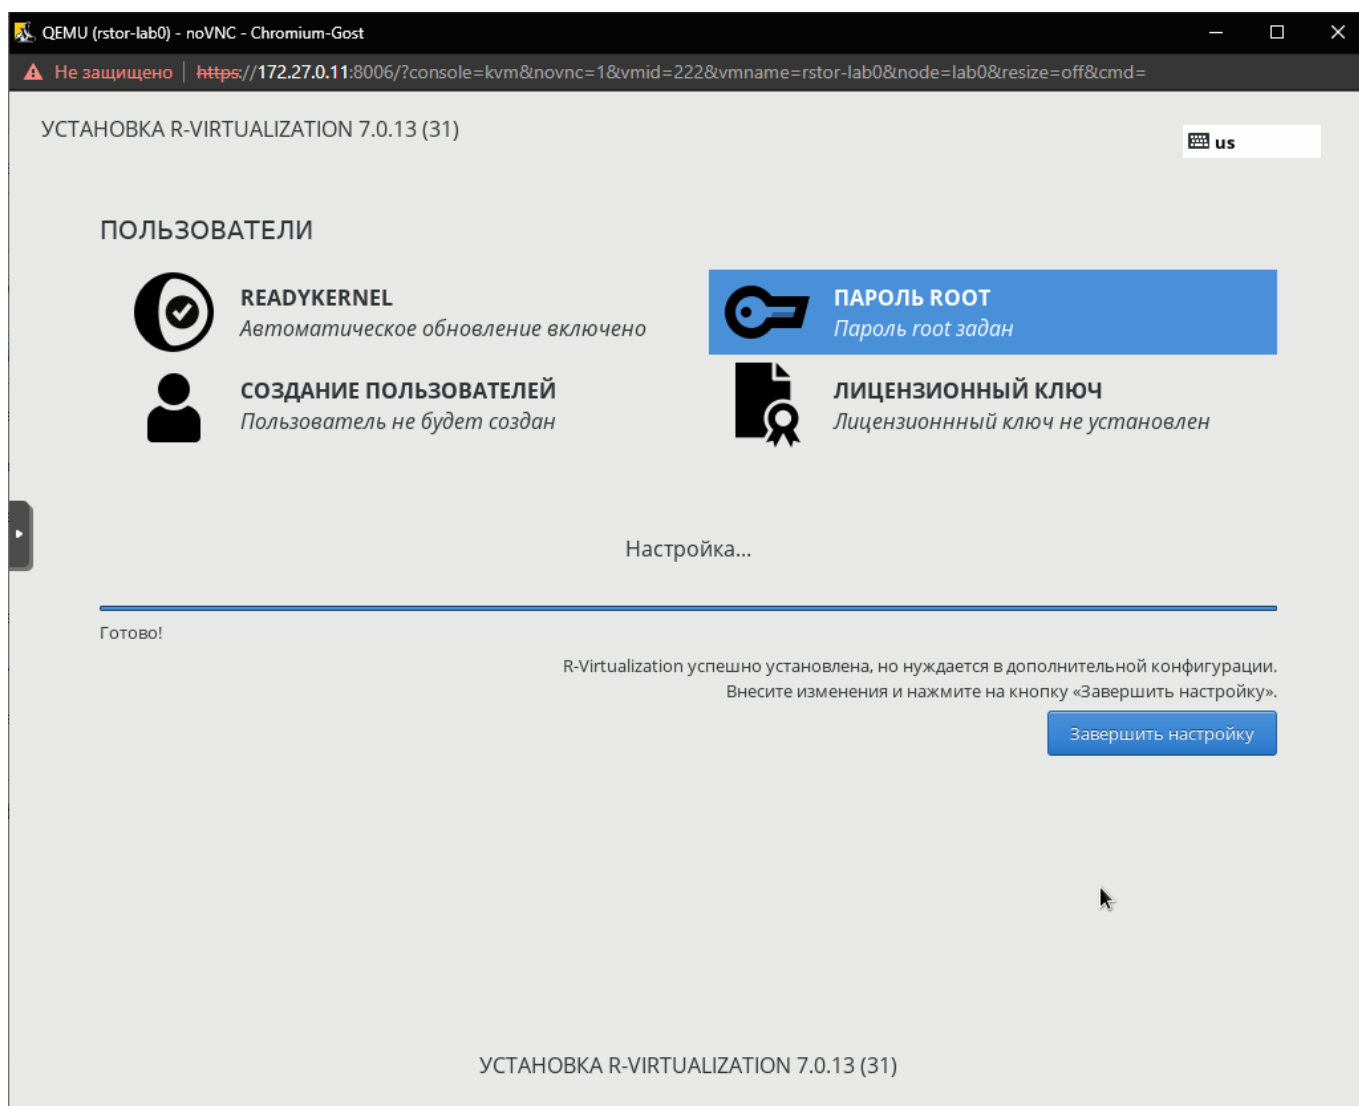 QEMU (rstor-lab0) - noVNC - Chromium-Gost
Не защищено | https://172.27.0.11:8006/?console=kvm&novnc=1&vmid=222&vmname=rstor-lab0&node=lab0&resize=off&cmd=
УСТАНОВКА R-VIRTUALIZATION 7.0.13 (31)
us
ПОЛЬЗОВАТЕЛИ
READYKERNEL
Автоматическое обновление включено
ПАРОЛЬ ROOT
Пароль root задан
СОЗДАНИЕ ПОЛЬЗОВАТЕЛЕЙ
Пользователь не будет создан
ЛИЦЕНЗИОННЫЙ КЛЮЧ
Лицензионнный ключ не установлен
Настройка...
Готово!
R-Virtualization успешно установлена, но нуждается в дополнительной конфигурации.
Внесите изменения и нажмите на кнопку «Завершить настройку».
Завершить настройку
УСТАНОВКА R-VIRTUALIZATION 7.0.13 (31)